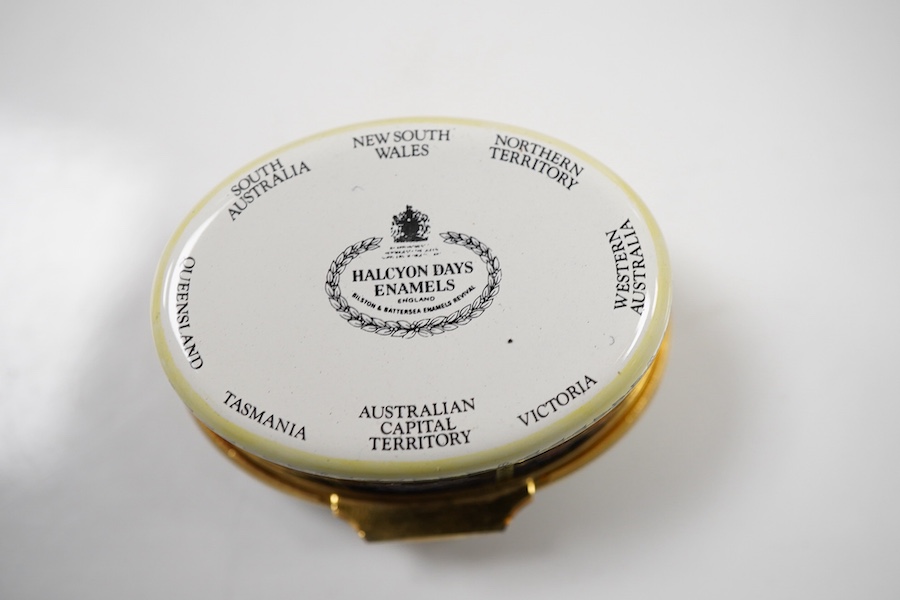 NEW SOUTH
WALES
NORTHERN
TERRITORY
WESTERN
AUSTRALIA
VICTORIA
AUSTRALIAN
CAPITAL
TERRITORY
TASMANIA
QUEENSLAND
SOUTH
AUSTRALIA
HALCYON DAYS
ENAMELS
ENGLAND
BILSTON & BATTERSEA ENAMELS REVIVAL